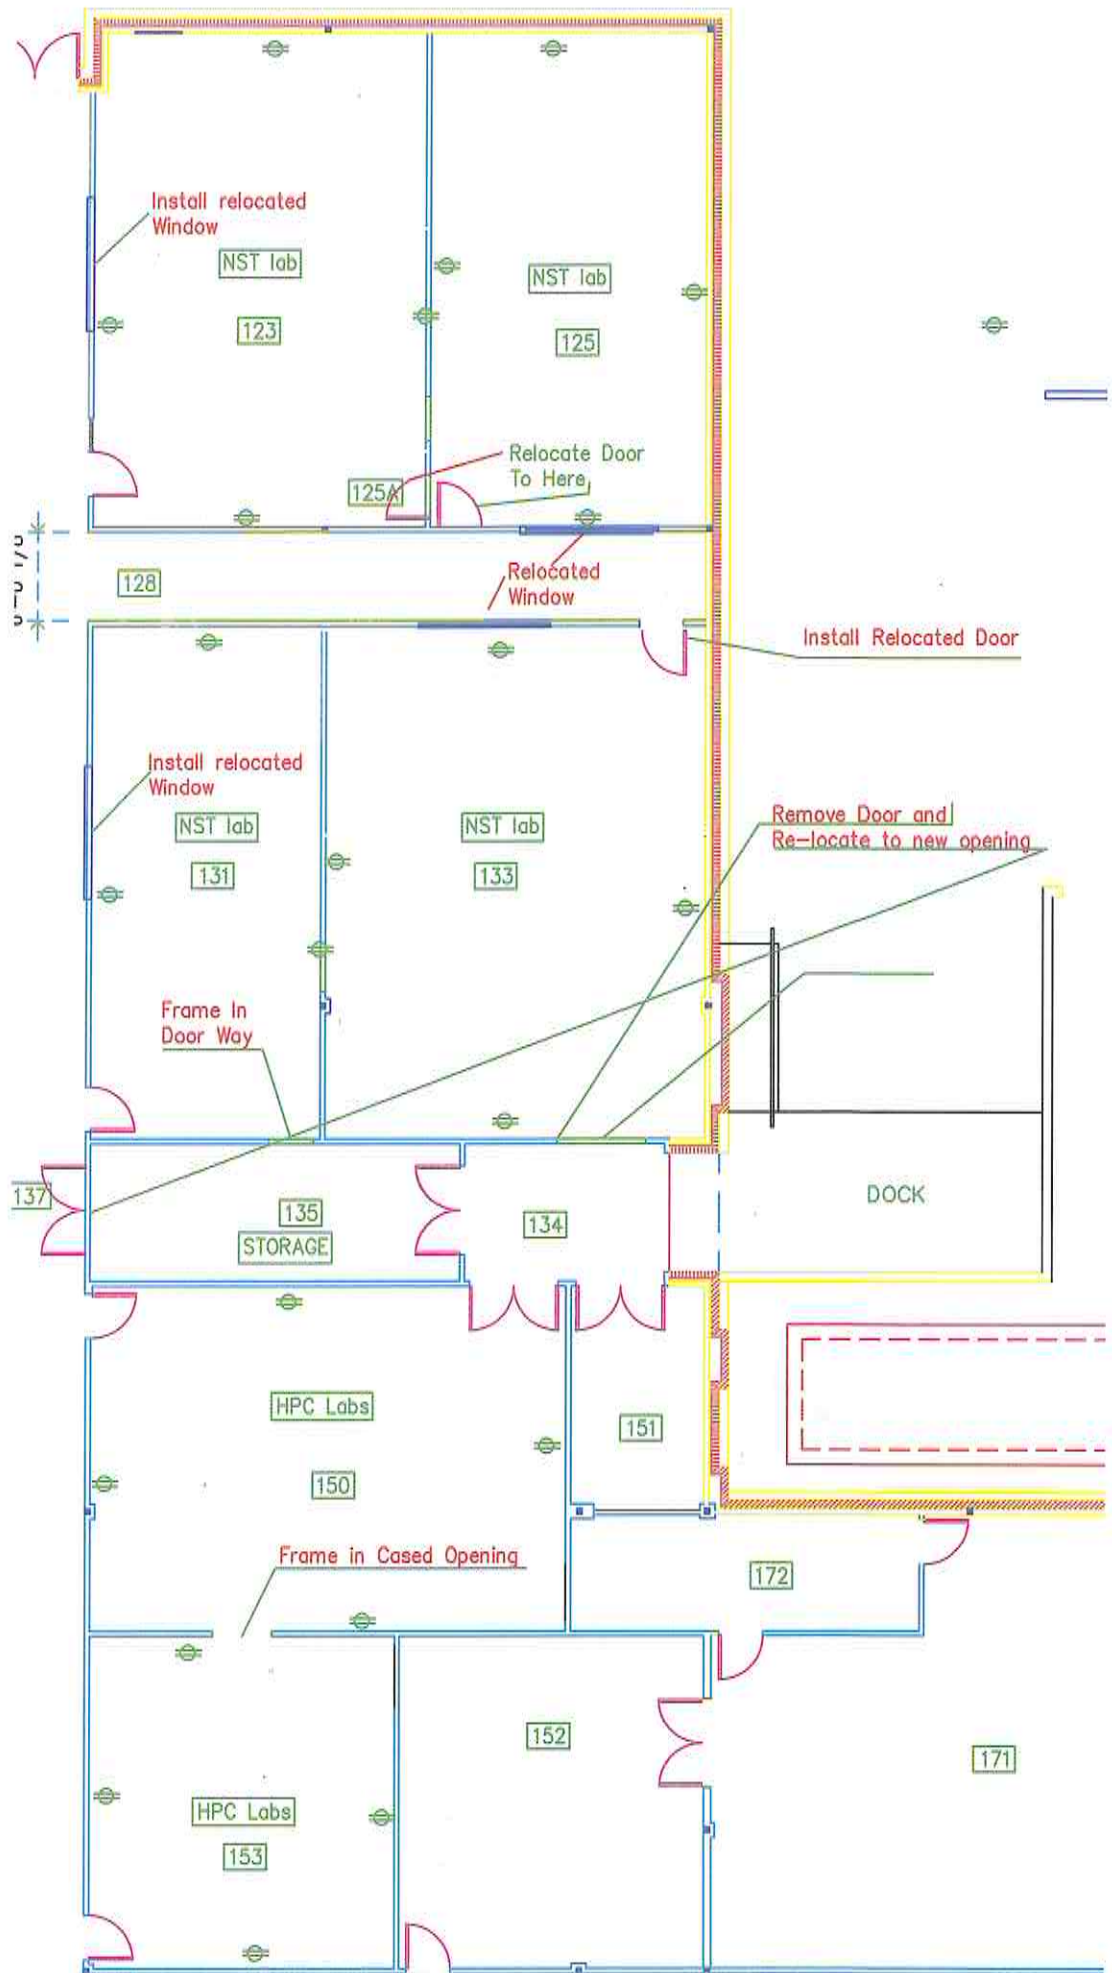 Install relocated
Window
NST lab
123
NST lab
125
Relocate Door
To Here
125A
128
Relocated
Window
Install Relocated Door
Install relocated
Window
NST lab
131
NST lab
133
Remove Door and
Re-locate to new opening
Frame In
Door Way
137
135
STORAGE
134
DOCK
HPC Labs
150
151
Frame in Cased Opening
172
152
171
HPC Labs
153